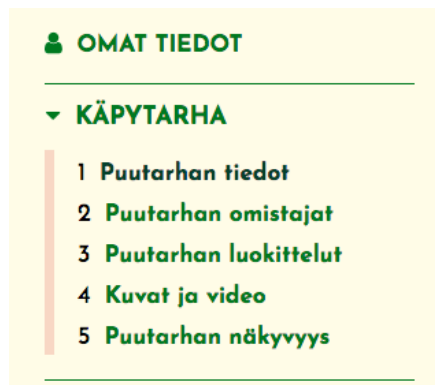 OMAT TIEDOT
KÄPYTARHA
1 Puutarhan tiedot
2 Puutarhan omistajat
3 Puutarhan luokittelut
4 Kuvat ja video
5 Puutarhan näkyvyys